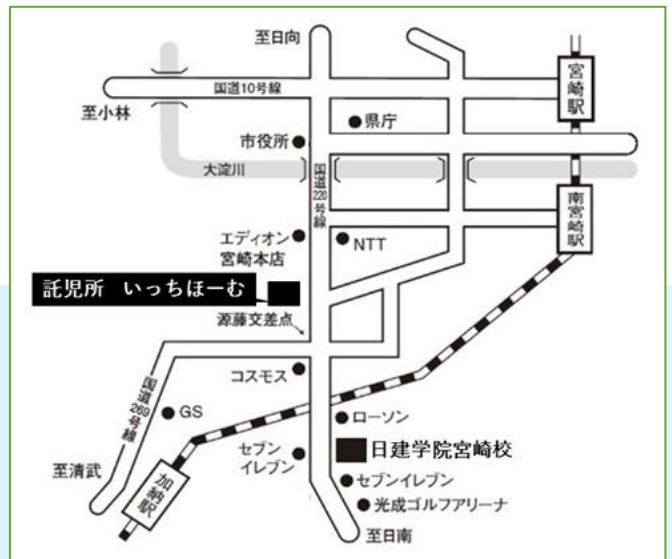 至日向
国道10号線
至小林
宮崎駅
県庁
市役所
大淀川
国道220号線
南宮崎駅
エディオン
宮崎本店
NTT
託児所 いっちほーむ
源藤交差点
コスモス
国道269号線
GS
ローソン
セブン
イレブン
日建学院宮崎校
至清武
加納駅
セブンイレブン
光成ゴルフアリーナ
至日南